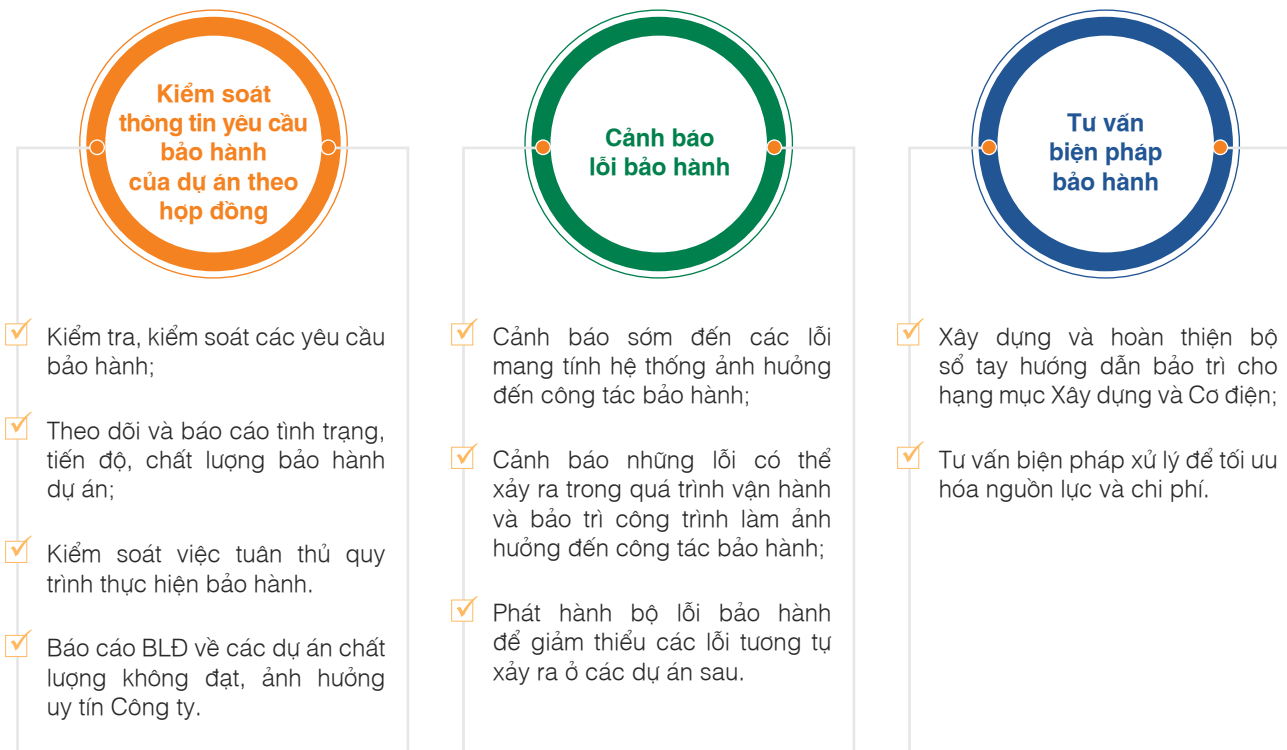 Kiểm soát
thông tin yêu cầu
bảo hành
của dự án theo
hợp đồng
Kiểm tra, kiểm soát các yêu cầu
bảo hành;
Theo dõi và báo cáo tình trạng,
tiến độ, chất lượng bảo hành
dự án;
Kiểm soát việc tuân thủ quy
trình thực hiện bảo hành.
Báo cáo BLĐ về các dự án chất
lượng không đạt, ảnh hưởng
uy tín Công ty.
Cảnh báo
lỗi bảo hành
Cảnh báo sớm đến các lỗi
mang tính hệ thống ảnh hưởng
đến công tác bảo hành;
Cảnh báo những lỗi có thể
xảy ra trong quá trình vận hành
và bảo trì công trình làm ảnh
hưởng đến công tác bảo hành;
Phát hành bộ lỗi bảo hành
để giảm thiểu các lỗi tương tự
xảy ra ở các dự án sau.
Tư vấn
biện pháp
bảo hành
Xây dựng và hoàn thiện bộ
sổ tay hướng dẫn bảo trì cho
hạng mục Xây dựng và Cơ điện;
Tư vấn biện pháp xử lý để tối ưu
hóa nguồn lực và chi phí.